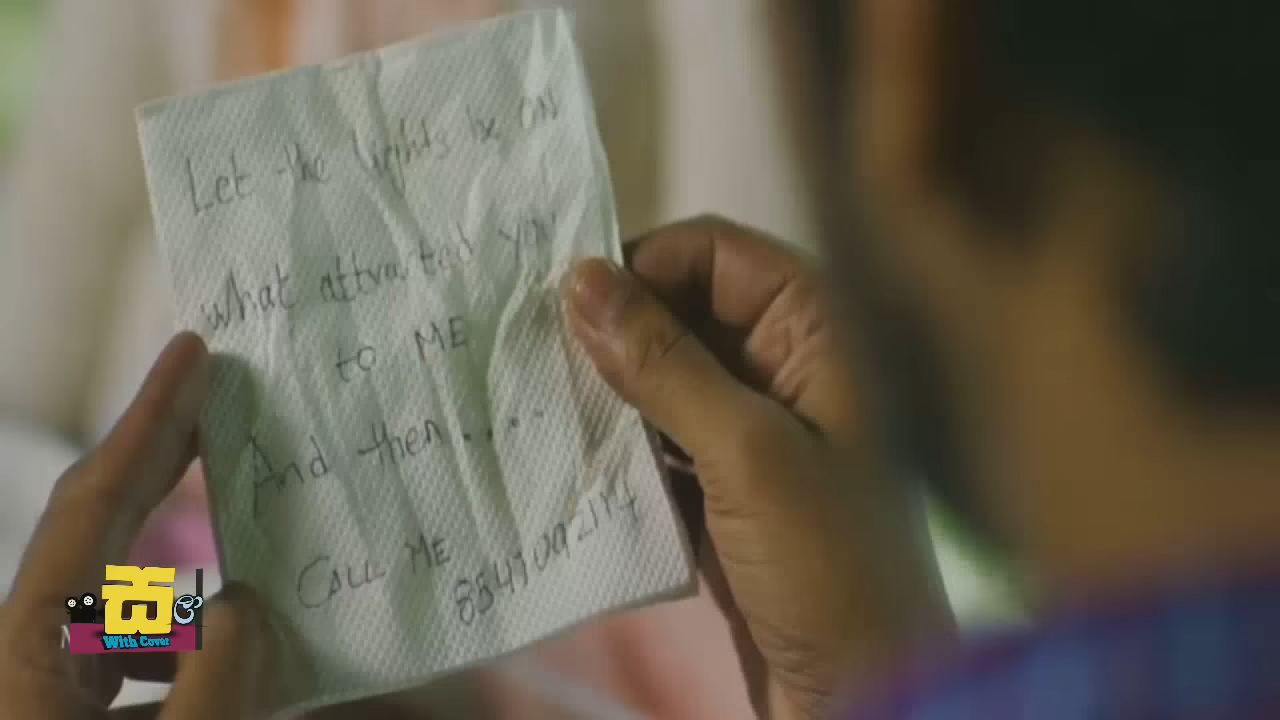 Let the lights be ON
what attracted you
to ME
And then....
CALL ME
With Cover